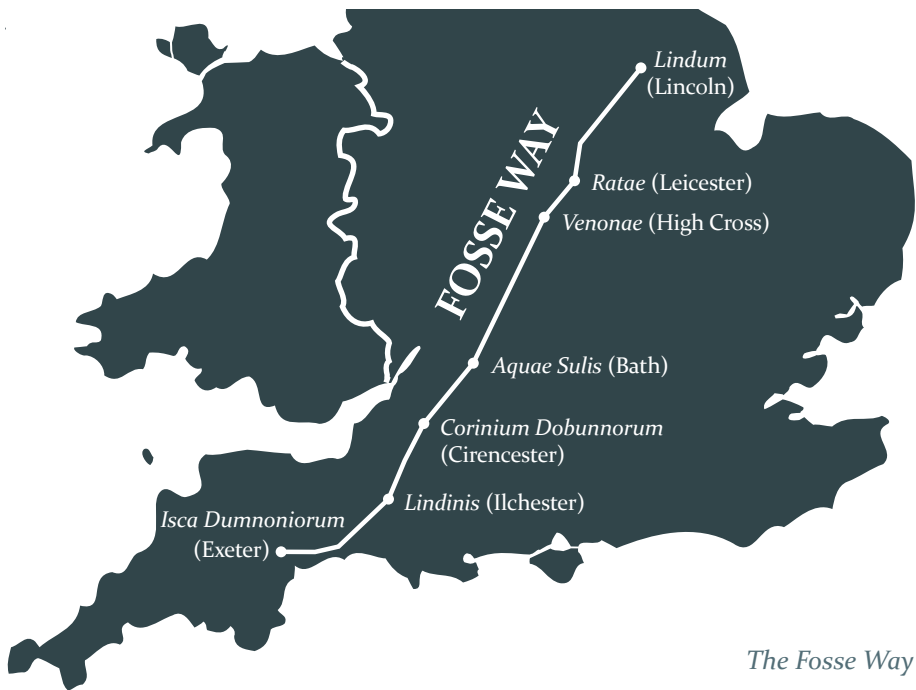 Lindum
(Lincoln)
FOSSE WAY
Ratae (Leicester)
Venonae (High Cross)
Aquae Sulis (Bath)
Corinium Dobunnorum
(Cirencester)
Lindinis (Ilchester)
Isca Dumnoniorum
(Exeter)
The Fosse Way